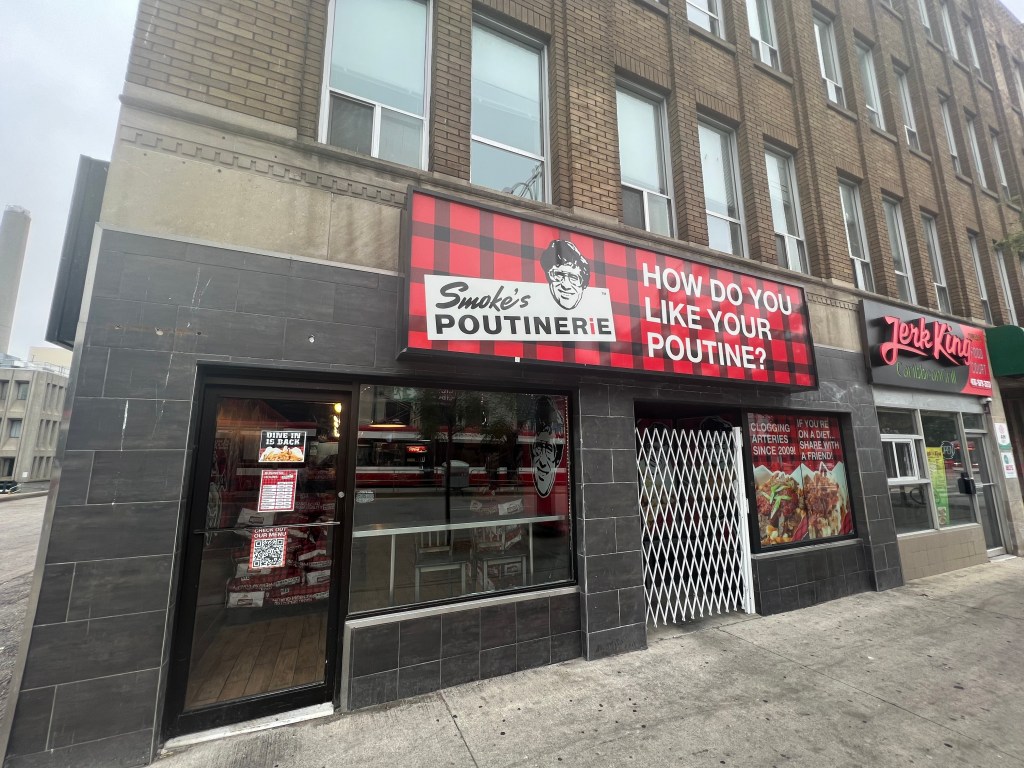 Smoke's
POUTINERiE
HOW DO YOU
LIKE YOUR
POUTINE?
Jerk King
DINE IN
IS BACK
CHECK OUT
OUR MENU
CLOGGING
ARTERIES
SINCE 2009!
IF YOU'RE
ON A DIET...
SHARE WITH
A FRIEND!